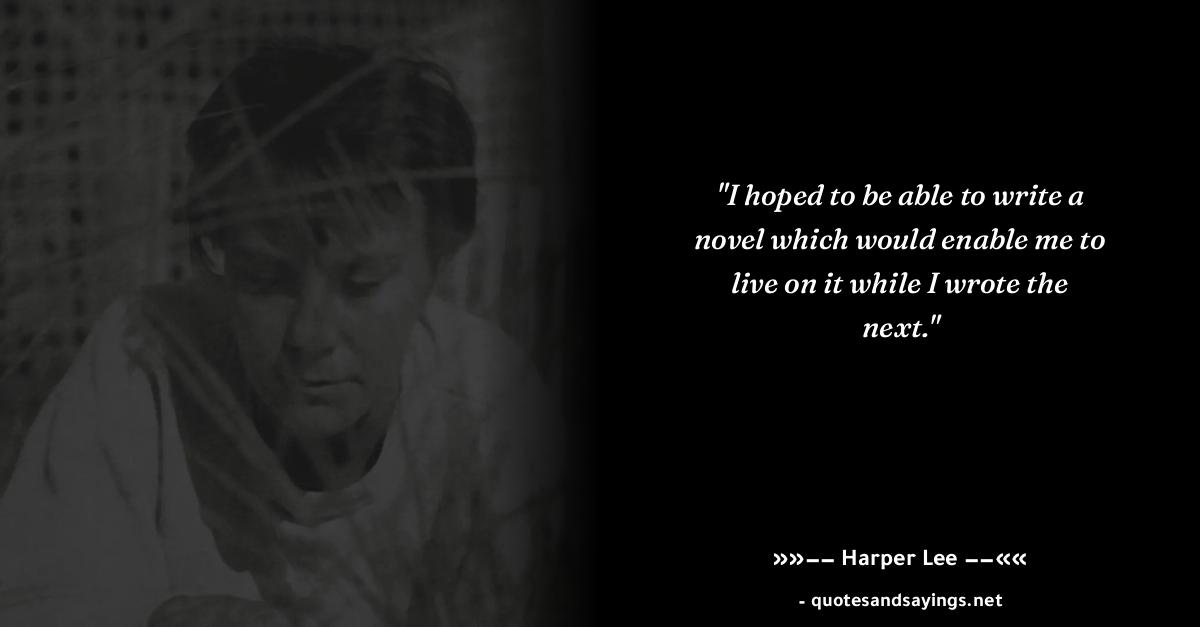 "I hoped to be able to write a
novel which would enable me to
live on it while I wrote the
next."
»»—— Harper Lee ——««
- quotesandsayings.net